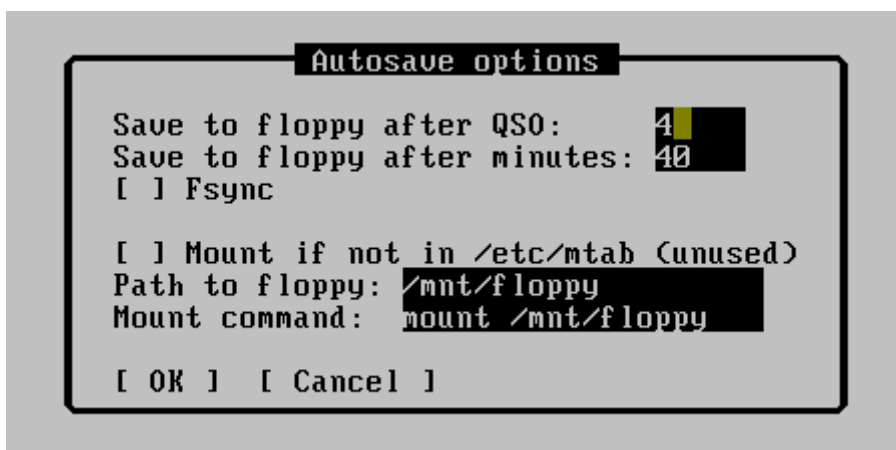 Autosave options
Save to floppy after QSO: 4
Save to floppy after minutes: 40
[ ] Fsync
[ ] Mount if not in /etc/mtab (unused)
Path to floppy: /mnt/floppy
Mount command: mount /mnt/floppy
[ OK ] [ Cancel ]